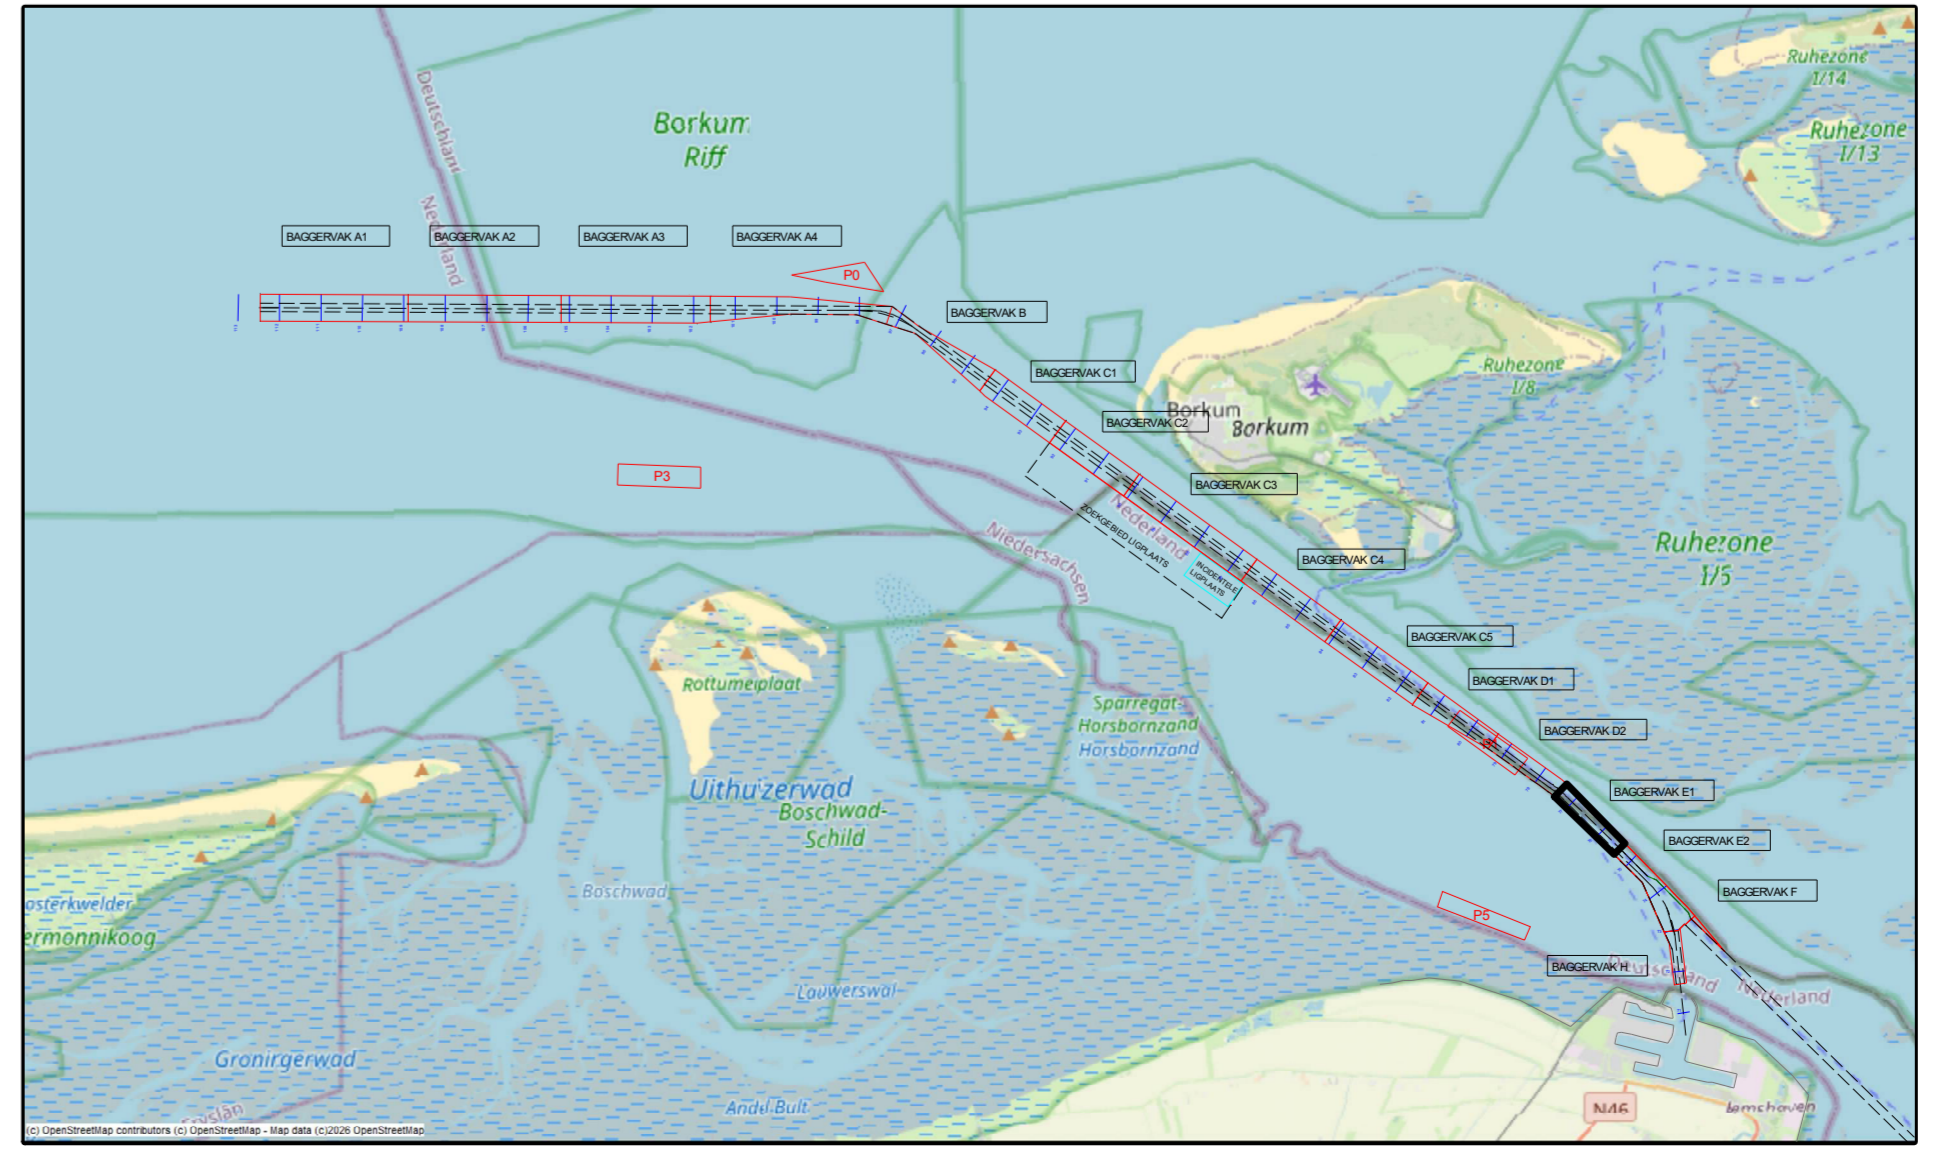 Ruhezone
I/14
Deutschland
Borkum
Riff
Ruhezone
I/13
Nederland
BAGGERVAK A1
BAGGERVAK A2
BAGGERVAK A3
BAGGERVAK A4
P0
BAGGERVAK B
BAGGERVAK C1
Ruhezone
I/8
Borkum
Borkum
BAGGERVAK C2
P3
BAGGERVAK C3
Nederland
ZOEKGEBIED LIGPLAATS
Niedersachsen
INCIDENTELE
LIGPLAATS
BAGGERVAK C4
Ruhezone
I/5
BAGGERVAK C5
Rottumerplaat
BAGGERVAK D1
Sparregat-
Horsbornzand
Horsbornzand
BAGGERVAK D2
Uithuizerwad
Boschwad-
Schild
BAGGERVAK E1
BAGGERVAK E2
Boschwad
BAGGERVAK F
osterkwelder
P5
ermonnikoog
BAGGERVAK H
Deutschland
Nederland
Lauwerswal
Groningerwad
Andel-Bult
N46
Eemshaven
Fryslân
(c) OpenStreetMap contributors (c) OpenStreetMap - Map data (c)2026 OpenStreetMap